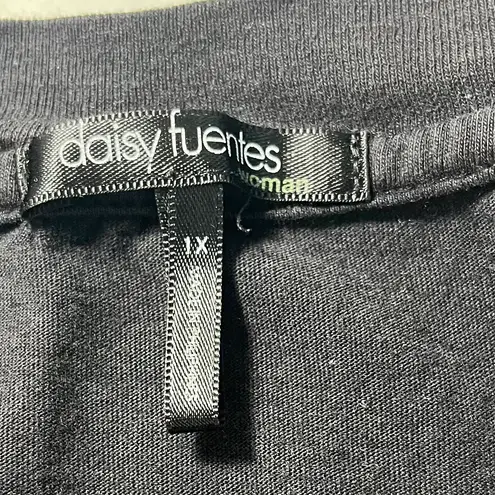 daisy fuentes
woman
1X